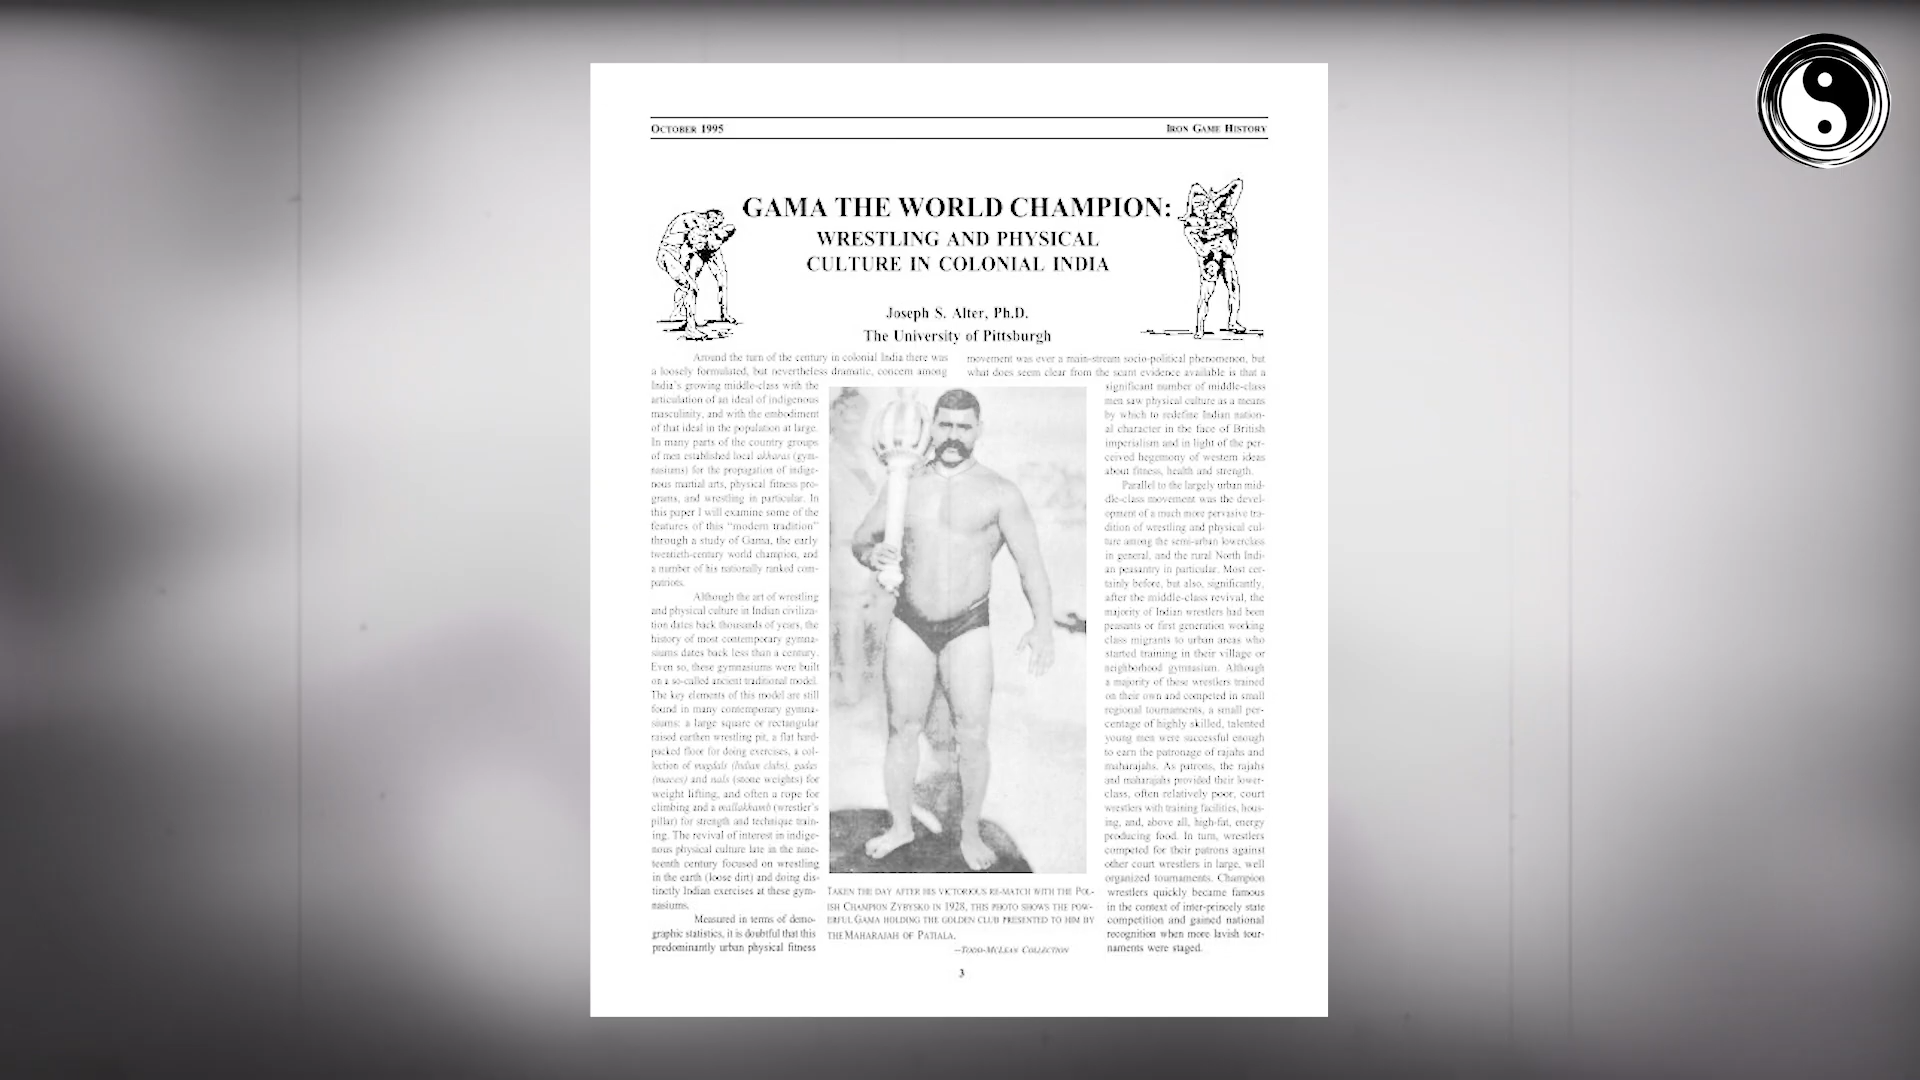 OCTOBER 1995
IRON GAME HISTORY
GAMA THE WORLD CHAMPION:
WRESTLING AND PHYSICAL
CULTURE IN COLONIAL INDIA
Joseph S. Alter, Ph.D.
The University of Pittsburgh
Around the turn of the century in colonial India there was
a loosely formulated, but nevertheless dramatic, concern among
India's growing middle-class with the
articulation of an ideal of indigenous
masculinity, and with the embodiment
of that ideal in the population at large.
In many parts of the country groups
of men established local akharas (gym-
nasiums) for the propagation of indige-
nous martial arts, physical fitness pro-
grams, and wrestling in particular. In
this paper I will examine some of the
features of this "modern tradition"
through a study of Gama, the early
twentieth-century world champion, and
a number of his nationally ranked com-
patriots.
Although the art of wrestling
and physical culture in Indian civiliza-
tion dates back thousands of years, the
history of most contemporary gymna-
siums dates back less than a century.
Even so, these gymnasiums were built
on a so-called ancient traditional model.
The key elements of this model are still
found in many contemporary gymna-
siums: a large square or rectangular
raised earthen wrestling pit, a flat hard-
packed floor for doing exercises, a col-
lection of mugdals (Indian clubs), gadas
(maces) and nals (stone weights) for
weight lifting, and often a rope for
climbing and a mallakhamb (wrestler's
pillar) for strength and technique train-
ing. The revival of interest in indige-
nous physical culture late in the nine-
teenth century focused on wrestling
in the earth (loose dirt) and doing dis-
tinctly Indian exercises at these gym-
nasiums.
Measured in terms of demo-
graphic statistics, it is doubtful that this
predominantly urban physical fitness
movement was ever a main-stream socio-political phenomenon, but
what does seem clear from the scant evidence available is that a
significant number of middle-class
men saw physical culture as a means
by which to redefine Indian nation-
al character in the face of British
imperialism and in light of the per-
ceived hegemony of western ideas
about fitness, health and strength.
Parallel to the largely urban mid-
dle-class movement was the devel-
opment of a much more pervasive tra-
dition of wrestling and physical cul-
ture among the semi-urban lowerclass
in general, and the rural North Indi-
an peasantry in particular. Most cer-
tainly before, but also, significantly,
after the middle-class revival, the
majority of Indian wrestlers had been
peasants or first generation working
class migrants to urban areas who
started training in their village or
neighborhood gymnasium. Although
a majority of these wrestlers trained
on their own and competed in small
regional tournaments, a small per-
centage of highly skilled, talented
young men were successful enough
to earn the patronage of rajahs and
maharajahs. As patrons, the rajahs
and maharajahs provided their lower-
class, often relatively poor, court
wrestlers with training facilities, hous-
ing, and, above all, high-fat, energy
producing food. In turn, wrestlers
competed for their patrons against
other court wrestlers in large, well
organized tournaments. Champion
wrestlers quickly became famous
in the context of inter-princely state
competition and gained national
recognition when more lavish tour-
naments were staged.
TAKEN THE DAY AFTER HIS VICTORIOUS RE-MATCH WITH THE POL-
ISH CHAMPION ZYBYSKO IN 1928, THIS PHOTO SHOWS THE POW-
ERFUL GAMA HOLDING THE GOLDEN CLUB PRESENTED TO HIM BY
THE MAHARAJAH OF PATIALA.
—TODD-MCLEAN COLLECTION
3